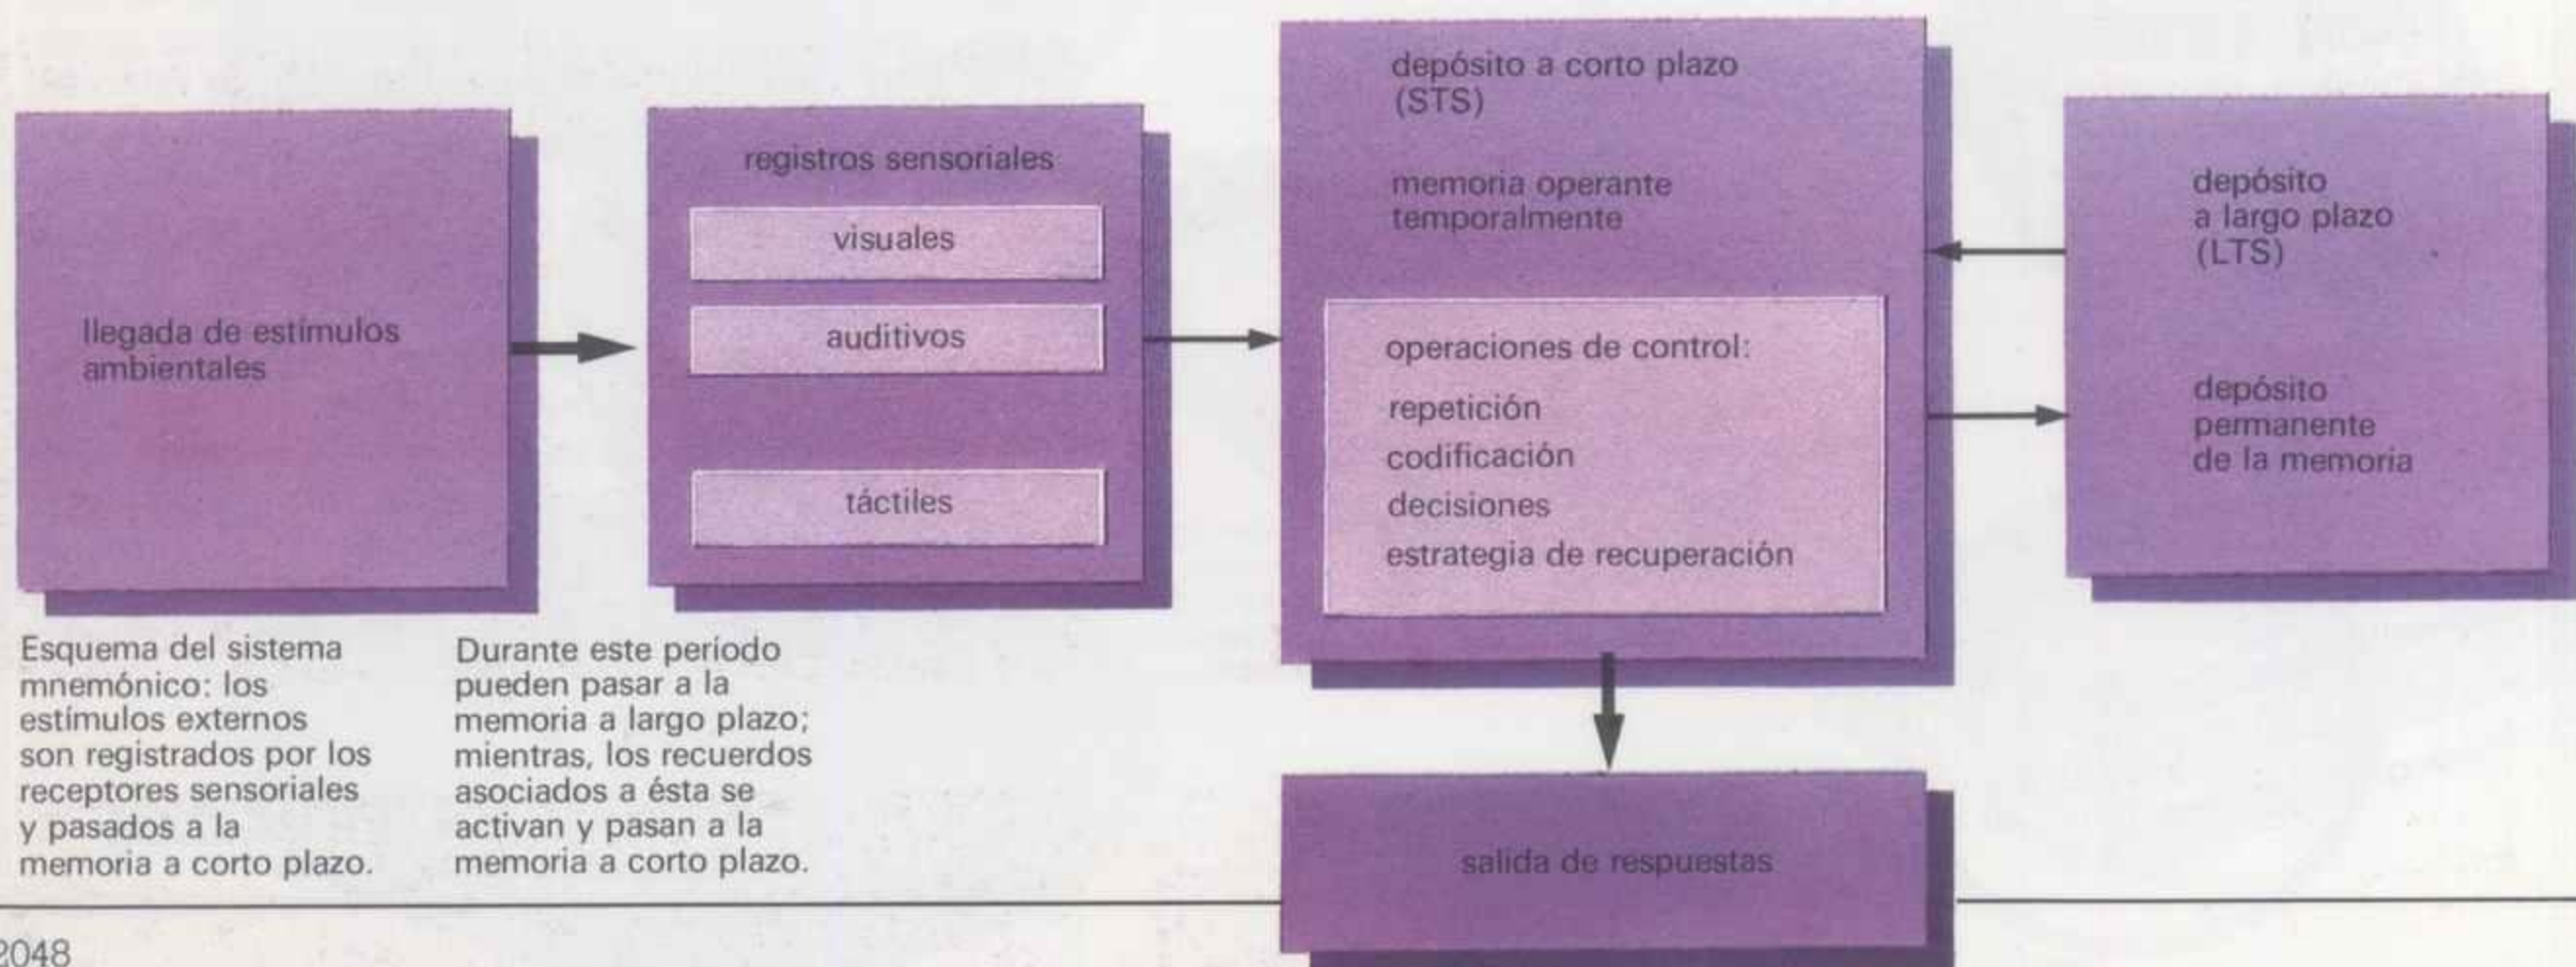 llegada de estímulos
ambientales
registros sensoriales
visuales
auditivos
táctiles
depósito a corto plazo
(STS)
memoria operante
temporalmente
operaciones de control:
repetición
codificación
decisiones
estrategia de recuperación
depósito
a largo plazo
(LTS)
depósito
permanente
de la memoria
salida de respuestas
Esquema del sistema
mnemónico: los
estímulos externos
son registrados por los
receptores sensoriales
y pasados a la
memoria a corto plazo.
Durante este período
pueden pasar a la
memoria a largo plazo;
mientras, los recuerdos
asociados a ésta se
activan y pasan a la
memoria a corto plazo.
2048